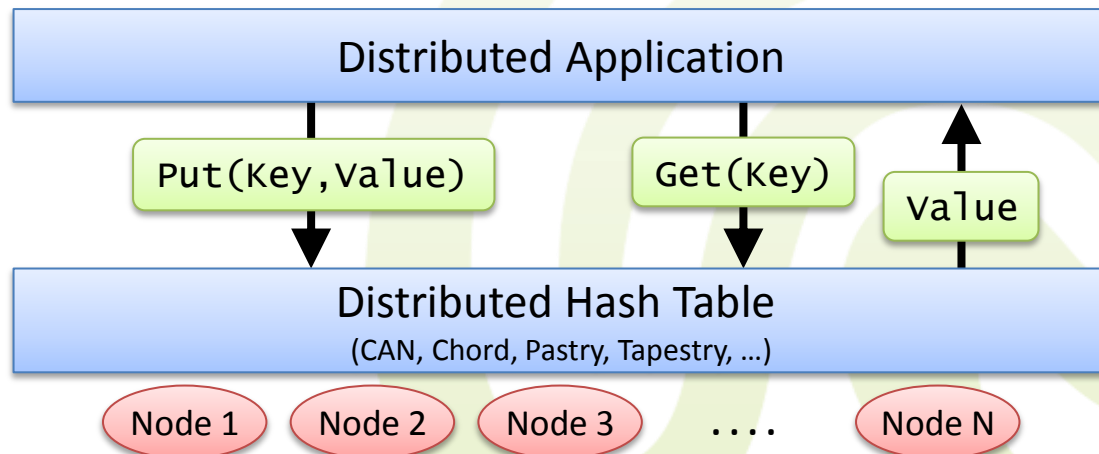 Distributed Application
Put(Key,Value)
Get(Key)
Value
Distributed Hash Table
(CAN, Chord, Pastry, Tapestry, …)
Node 1
Node 2
Node 3
....
Node N